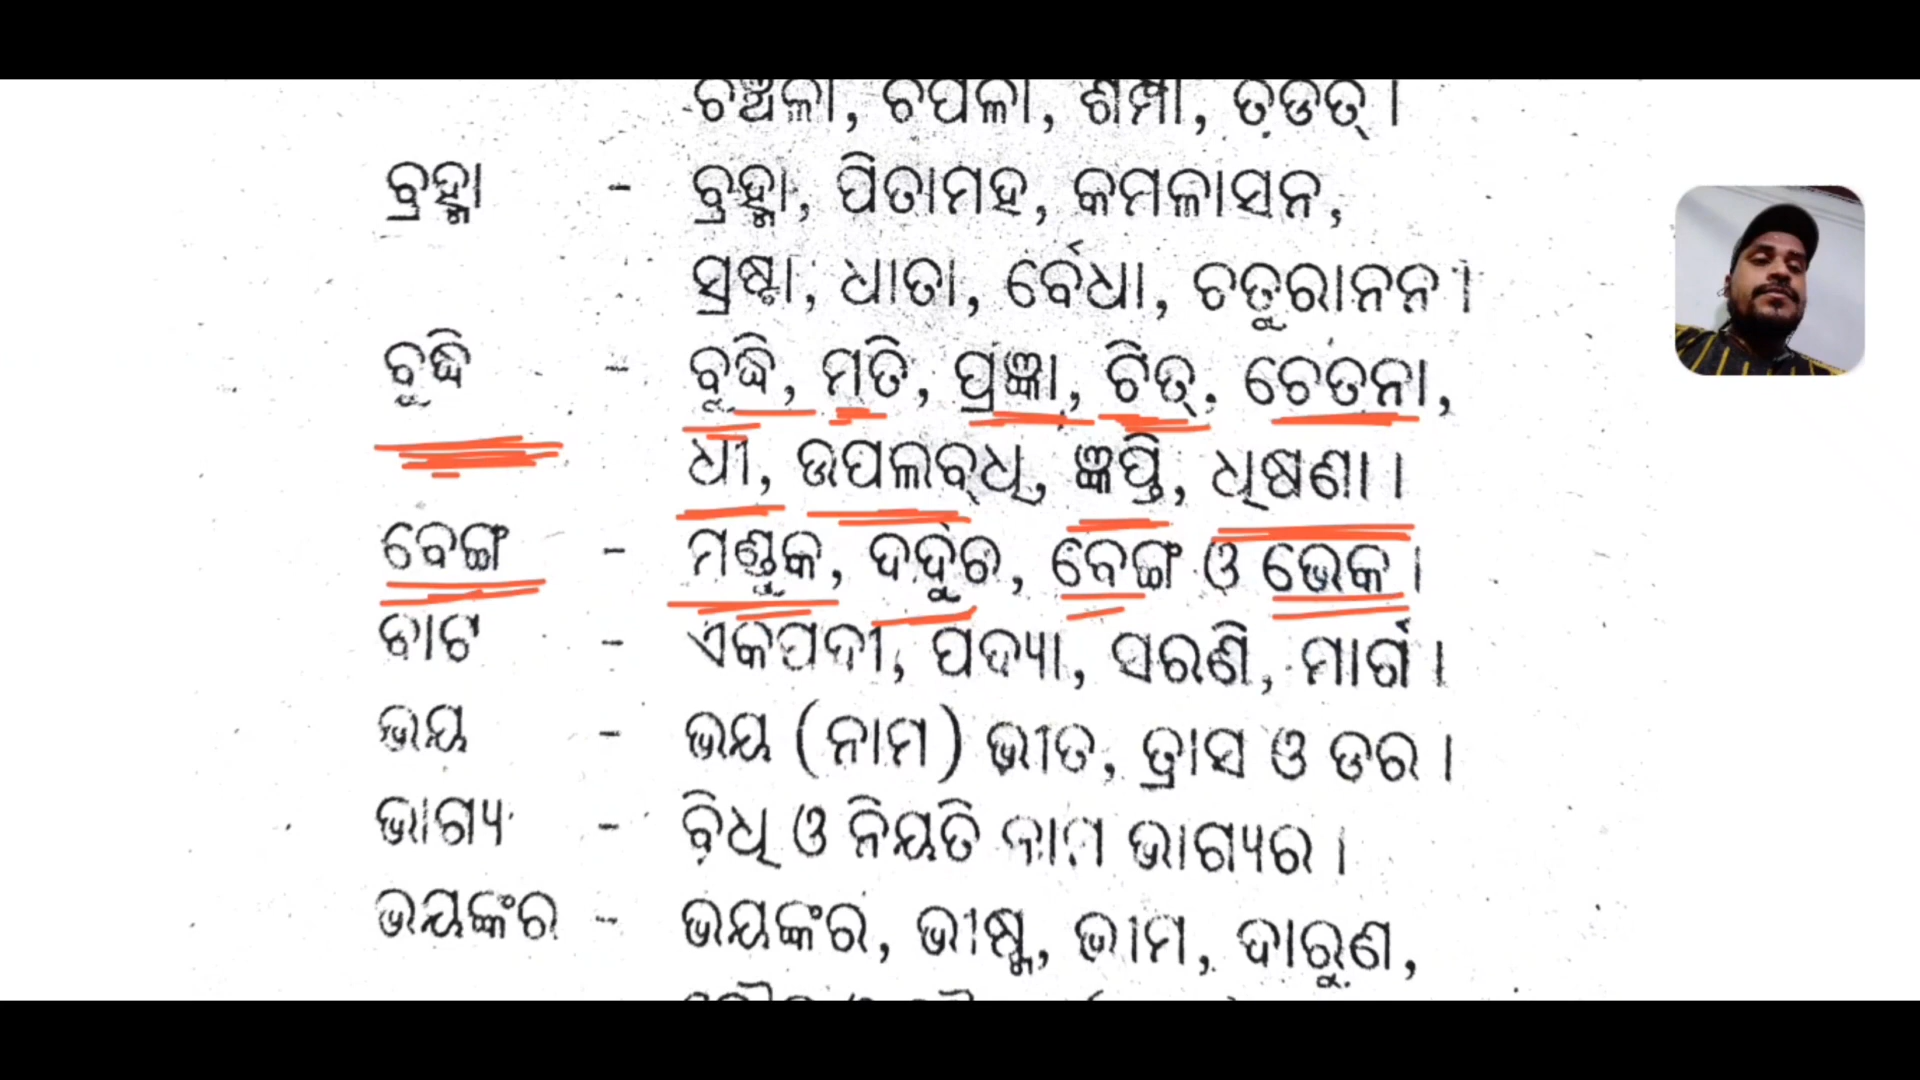 ଚଞ୍ଚଳା, ଚପଳା, ଶମ୍ପା, ତଡତ୍ ।
ବ୍ରହ୍ମା - ବ୍ରହ୍ମା, ପିତାମହ, କମଳାସନ,
ସ୍ରଷ୍ଟା, ଧାତା, ର୍ବେଧା, ଚତୁରାନନ ।
ବୁଦ୍ଧି - ବୁଦ୍ଧି, ମତି, ପ୍ରଜ୍ଞା, ଚିତ୍, ଚେତନା,
ଧୀ, ଉପଲବ୍ଧି, ଜ୍ଞପ୍ତି, ଧିଷଣା ।
ବେଙ୍ଗ - ମଣ୍ଡୁକ, ଦର୍ଦୁର, ବେଙ୍ଗ ଓ ଭେକ ।
ବାଟ - ଏକପଦୀ, ପଦ୍ୟା, ସରଣି, ମାର୍ଗ ।
ଭୟ - ଭୟ (ନାମ) ଭୀତ, ତ୍ରାସ ଓ ଡର ।
ଭାଗ୍ୟ - ବିଧି ଓ ନିୟତି ନାମ ଭାଗ୍ୟର ।
ଭୟଙ୍କର - ଭୟଙ୍କର, ଭୀଷ୍ମ, ଭୀମ, ଦାରୁଣ,